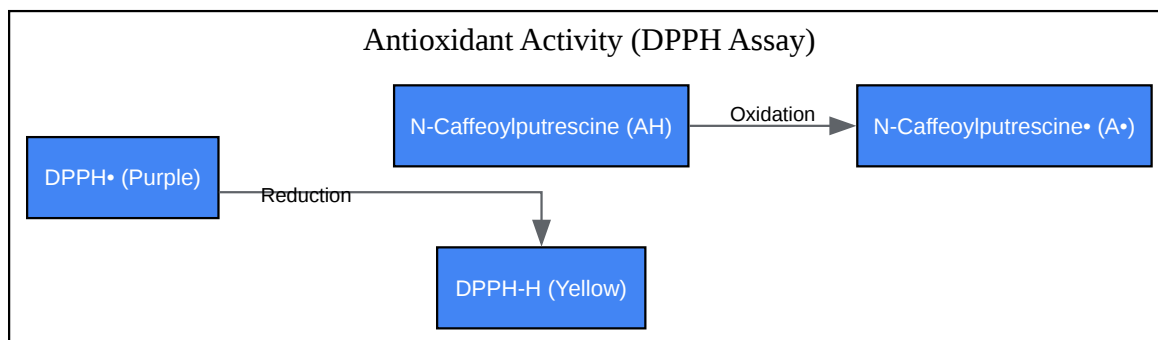 Antioxidant Activity (DPPH Assay)
N-Caffeoylputrescine (AH)
Oxidation
N-Caffeoylputrescine• (A•)
DPPH• (Purple)
Reduction
DPPH-H (Yellow)